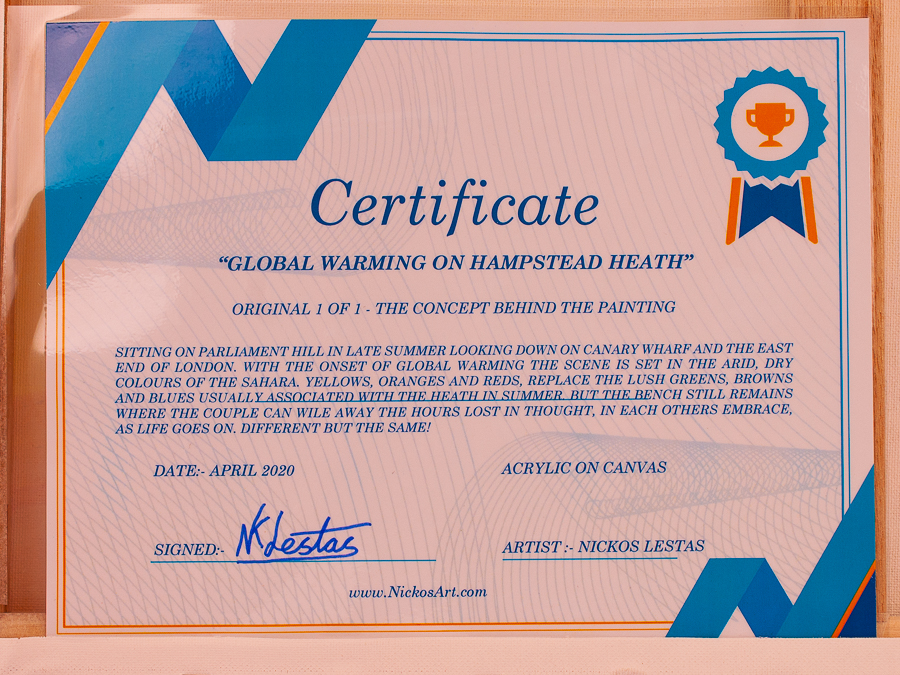 Certificate
“GLOBAL WARMING ON HAMPSTEAD HEATH”
ORIGINAL 1 OF 1 - THE CONCEPT BEHIND THE PAINTING
SITTING ON PARLIAMENT HILL IN LATE SUMMER LOOKING DOWN ON CANARY WHARF AND THE EAST
END OF LONDON. WITH THE ONSET OF GLOBAL WARMING THE SCENE IS SET IN THE ARID, DRY
COLOURS OF THE SAHARA. YELLOWS, ORANGES AND REDS, REPLACE THE LUSH GREENS, BROWNS
AND BLUES USUALLY ASSOCIATED WITH THE HEATH IN SUMMER. BUT THE BENCH STILL REMAINS
WHERE THE COUPLE CAN WILE AWAY THE HOURS LOST IN THOUGHT, IN EACH OTHERS EMBRACE,
AS LIFE GOES ON. DIFFERENT BUT THE SAME!
DATE:- APRIL 2020 ACRYLIC ON CANVAS
SIGNED:- NKLestas ARTIST :- NICKOS LESTAS
www.NickosArt.com